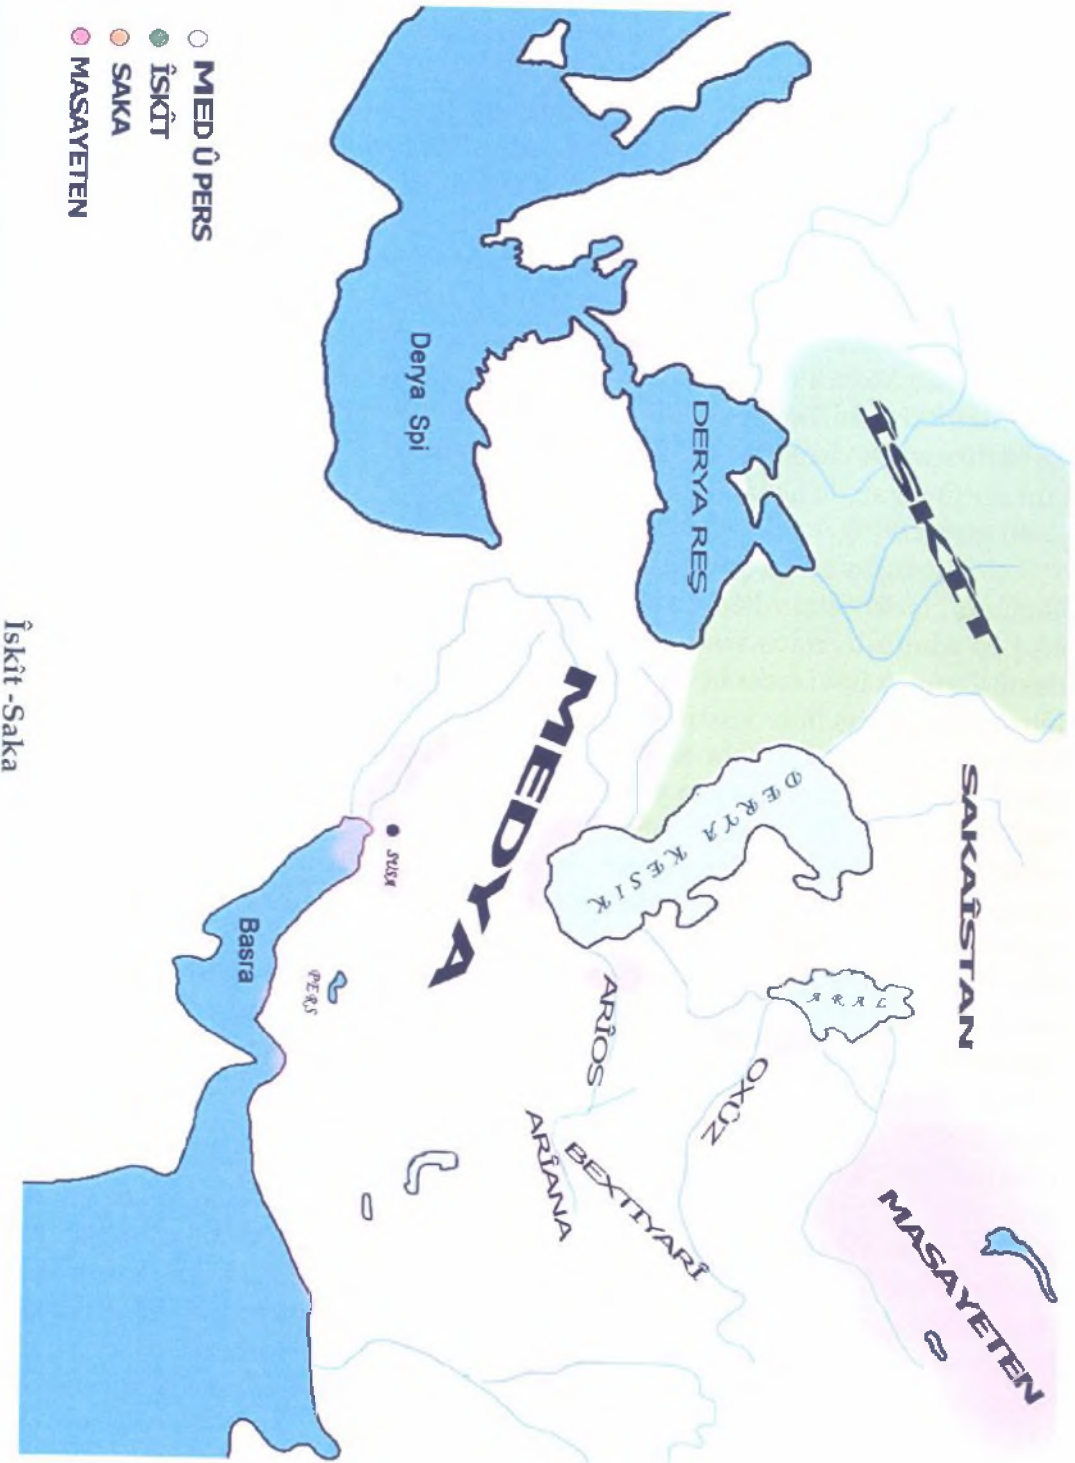 ÎSKÎT
SAKAÎSTAN
MASAYETEN
DERYA REŞ
DERYA KESIK
ARAL
OXÛZ
Derya Spi
MEDYA
ARÎOS
BEXTIYARÎ
ARÎANA
SUSA
PERS
Basra
MED Û PERS
ÎSKÎT
SAKA
MASAYETEN
Îskît -Saka